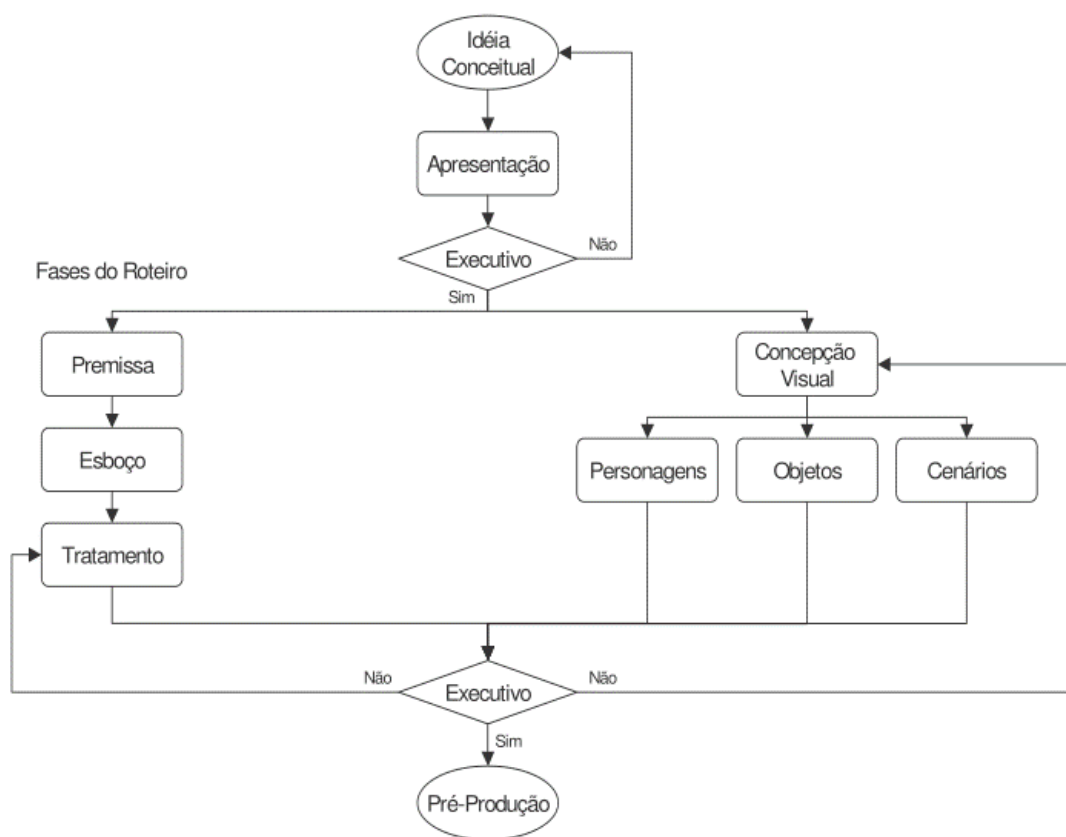 Idéia
Conceitual
Apresentação
Executivo
Não
Sim
Fases do Roteiro
Premissa
Concepção
Visual
Esboço
Personagens
Objetos
Cenários
Tratamento
Não
Executivo
Não
Sim
Pré-Produção